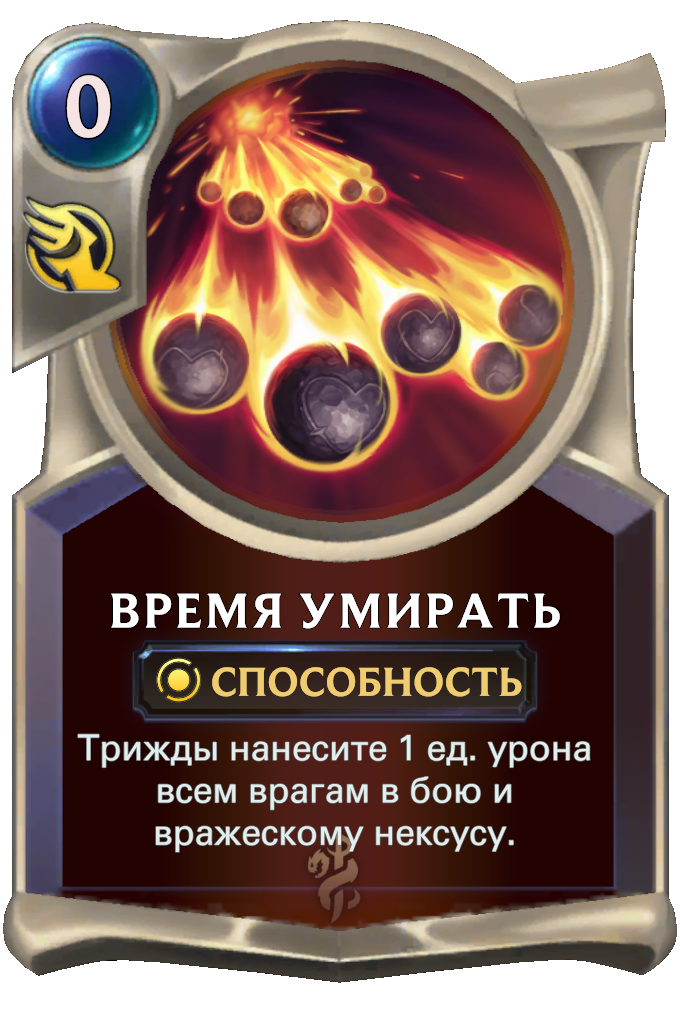 0
ВРЕМЯ УМИРАТЬ
СПОСОБНОСТЬ
Трижды нанесите 1 ед. урона
всем врагам в бою и
вражескому нексусу.